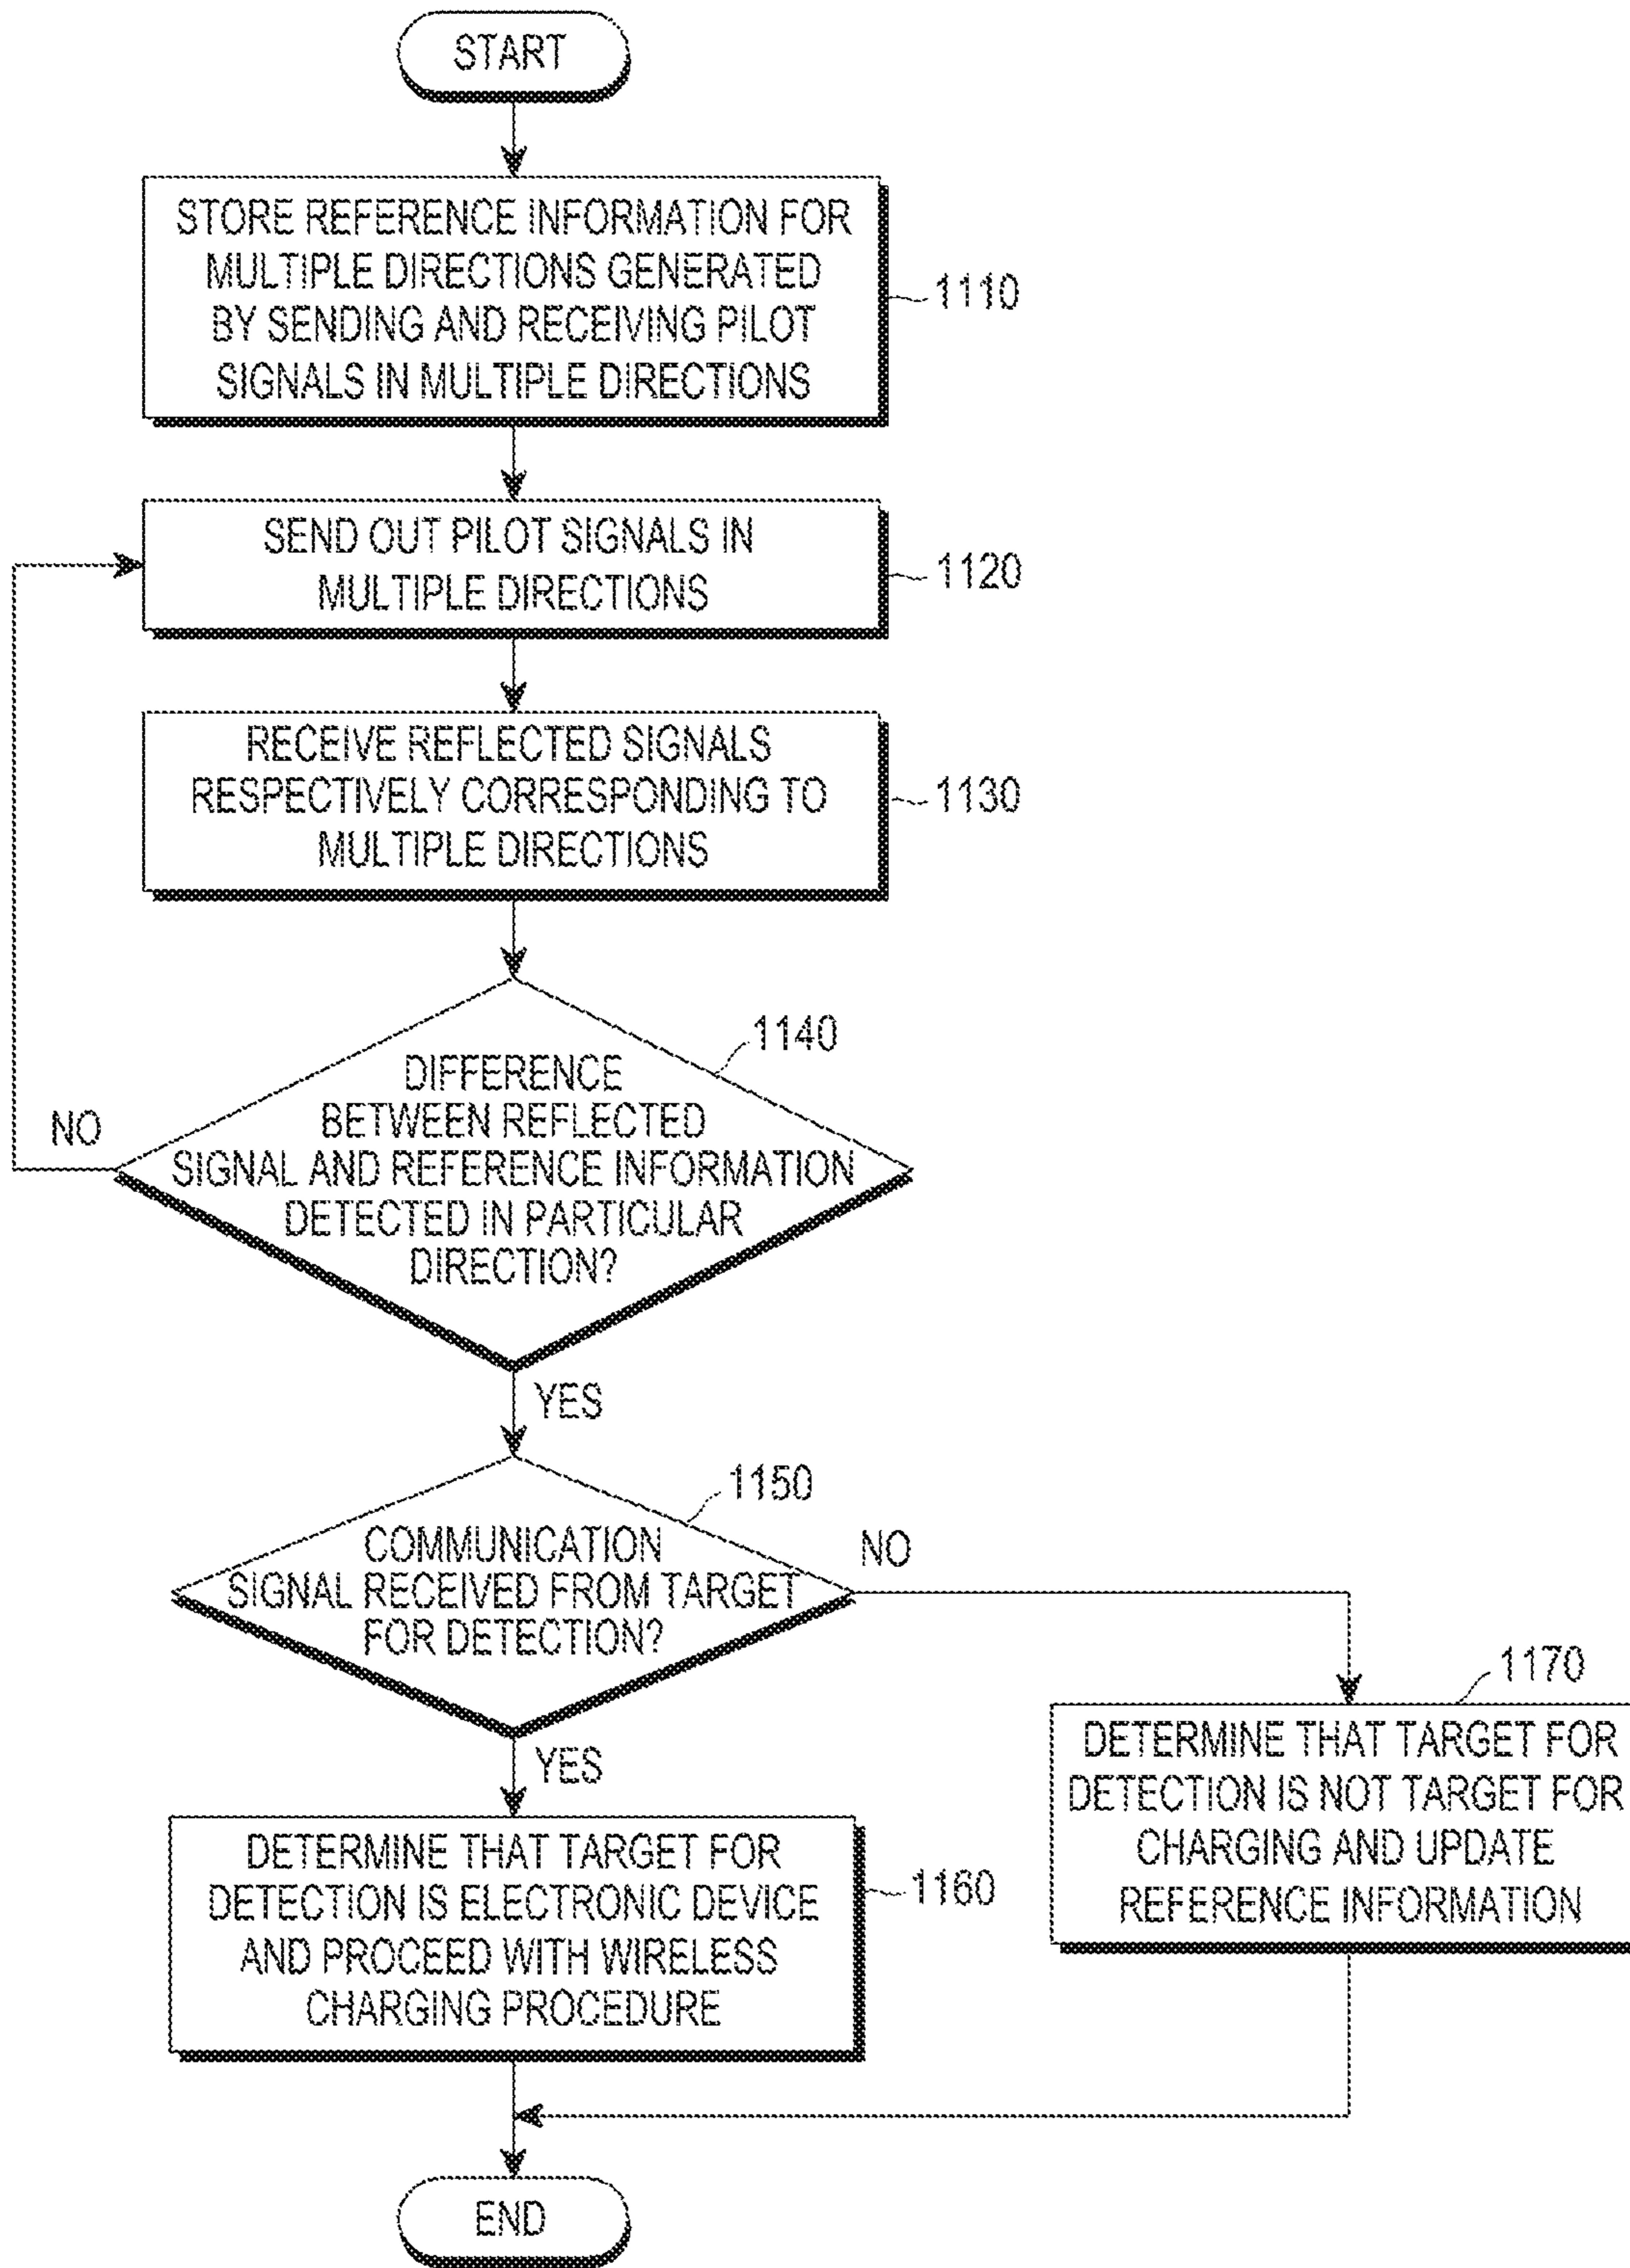 START
STORE REFERENCE INFORMATION FOR
MULTIPLE DIRECTIONS GENERATED
BY SENDING AND RECEIVING PILOT
SIGNALS IN MULTIPLE DIRECTIONS
1110
SEND OUT PILOT SIGNALS IN
MULTIPLE DIRECTIONS
1120
RECEIVE REFLECTED SIGNALS
RESPECTIVELY CORRESPONDING TO
MULTIPLE DIRECTIONS
1130
1140
DIFFERENCE
BETWEEN REFLECTED
SIGNAL AND REFERENCE INFORMATION
DETECTED IN PARTICULAR
DIRECTION?
NO
YES
1150
COMMUNICATION
SIGNAL RECEIVED FROM TARGET
FOR DETECTION?
NO
YES
1160
DETERMINE THAT TARGET FOR
DETECTION IS ELECTRONIC DEVICE
AND PROCEED WITH WIRELESS
CHARGING PROCEDURE
1170
DETERMINE THAT TARGET FOR
DETECTION IS NOT TARGET FOR
CHARGING AND UPDATE
REFERENCE INFORMATION
END